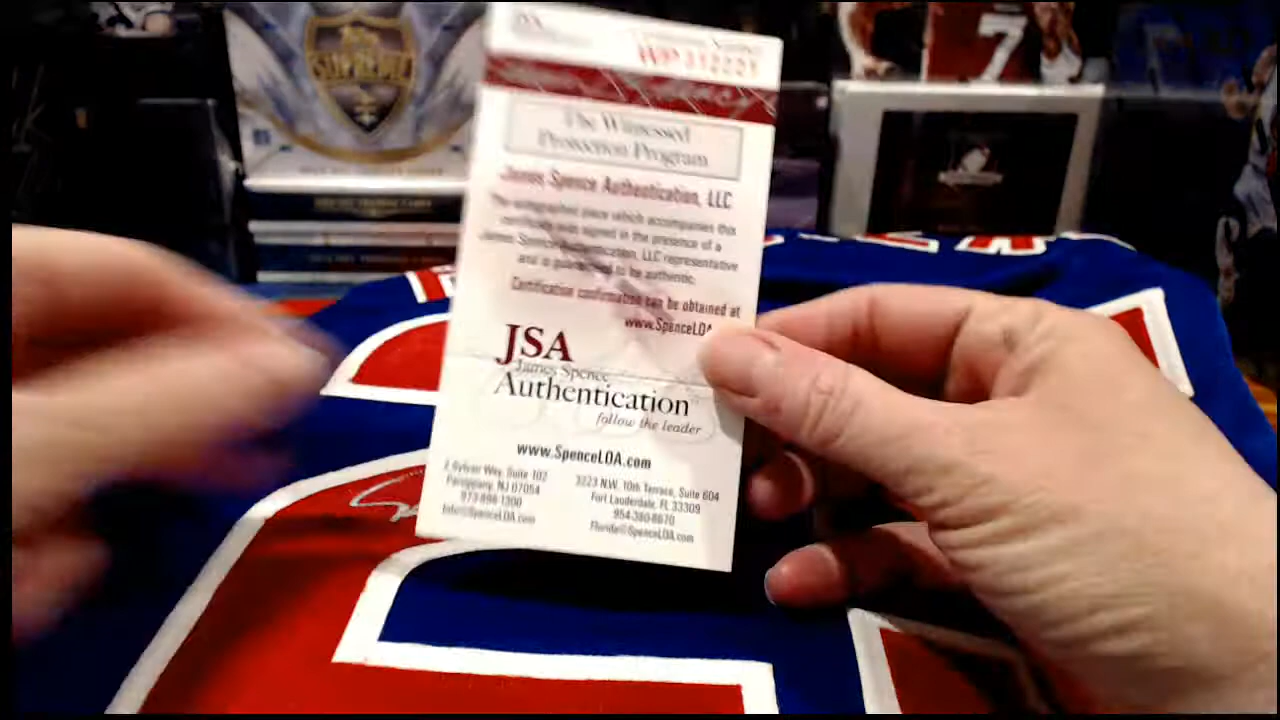 SUPREME
7
The Witnessed
Protection Program
James Spence Authentication, LLC
The autographed piece which accompanies this
certificate was signed in the presence of a
James Spence Authentication, LLC representative
and is guaranteed to be authentic.
Certification confirmation can be obtained at
www.SpenceLOA
JSA
James Spence
Authentication
follow the leader
www.SpenceLOA.com
2 Sylvan Way, Suite 102
Parsippany, NJ 07054
973-898-1300
Info@SpenceLOA.com
3223 N.W. 10th Terrace, Suite 604
Fort Lauderdale, FL 33309
954-380-8670
Florida@SpenceLOA.com